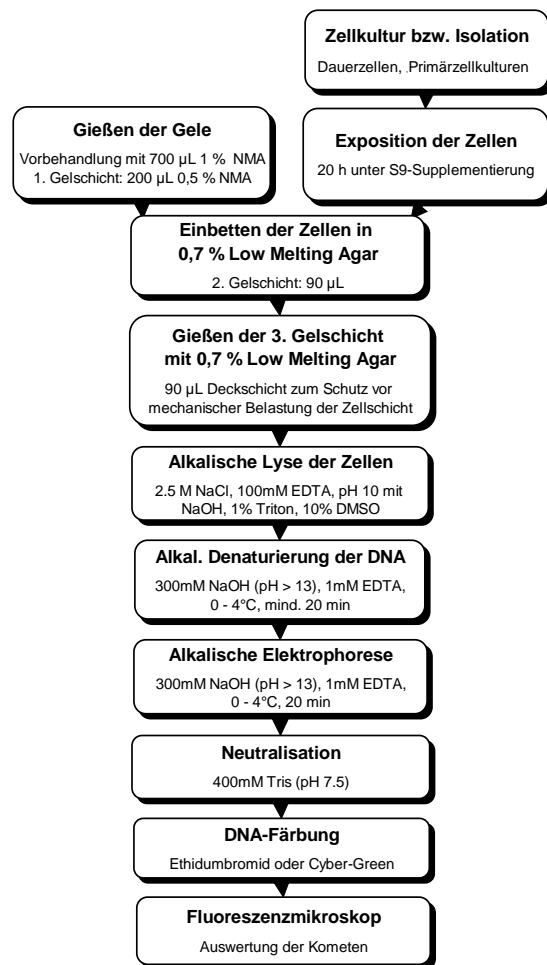 Zellkultur bzw. Isolation
Dauerzellen, Primärzellkulturen
Gießen der Gele
Vorbehandlung mit 700 µL 1 % NMA
1. Gelschicht: 200 µL 0,5 % NMA
Exposition der Zellen
20 h unter S9-Supplementierung
Einbetten der Zellen in
0,7 % Low Melting Agar
2. Gelschicht: 90 µL
Gießen der 3. Gelschicht
mit 0,7 % Low Melting Agar
90 µL Deckschicht zum Schutz vor
mechanischer Belastung der Zellschicht
Alkalische Lyse der Zellen
2.5 M NaCl, 100mM EDTA, pH 10 mit
NaOH, 1% Triton, 10% DMSO
Alkal. Denaturierung der DNA
300mM NaOH (pH > 13), 1mM EDTA,
0 - 4°C, mind. 20 min
Alkalische Elektrophorese
300mM NaOH (pH > 13), 1mM EDTA,
0 - 4°C, 20 min
Neutralisation
400mM Tris (pH 7.5)
DNA-Färbung
Ethidumbromid oder Cyber-Green
Fluoreszenzmikroskop
Auswertung der Kometen